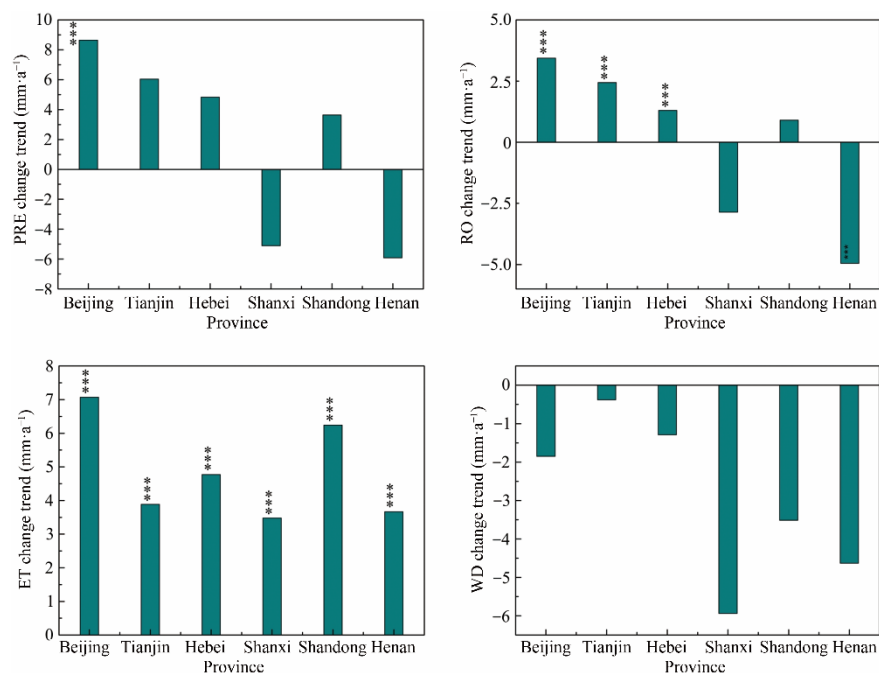 PRE change trend (mm·a⁻¹)
10
8
6
4
2
0
−2
−4
−6
−8
***
Beijing Tianjin Hebei Shanxi Shandong Henan
Province
RO change trend (mm·a⁻¹)
5.0
2.5
0
−2.5
−5.0
*** *** *** ***
Beijing Tianjin Hebei Shanxi Shandong Henan
Province
ET change trend (mm·a⁻¹)
8
7
6
5
4
3
2
1
0
*** *** *** *** *** ***
Beijing Tianjin Hebei Shanxi Shandong Henan
Province
WD change trend (mm·a⁻¹)
0
−1
−2
−3
−4
−5
−6
Beijing Tianjin Hebei Shanxi Shandong Henan
Province